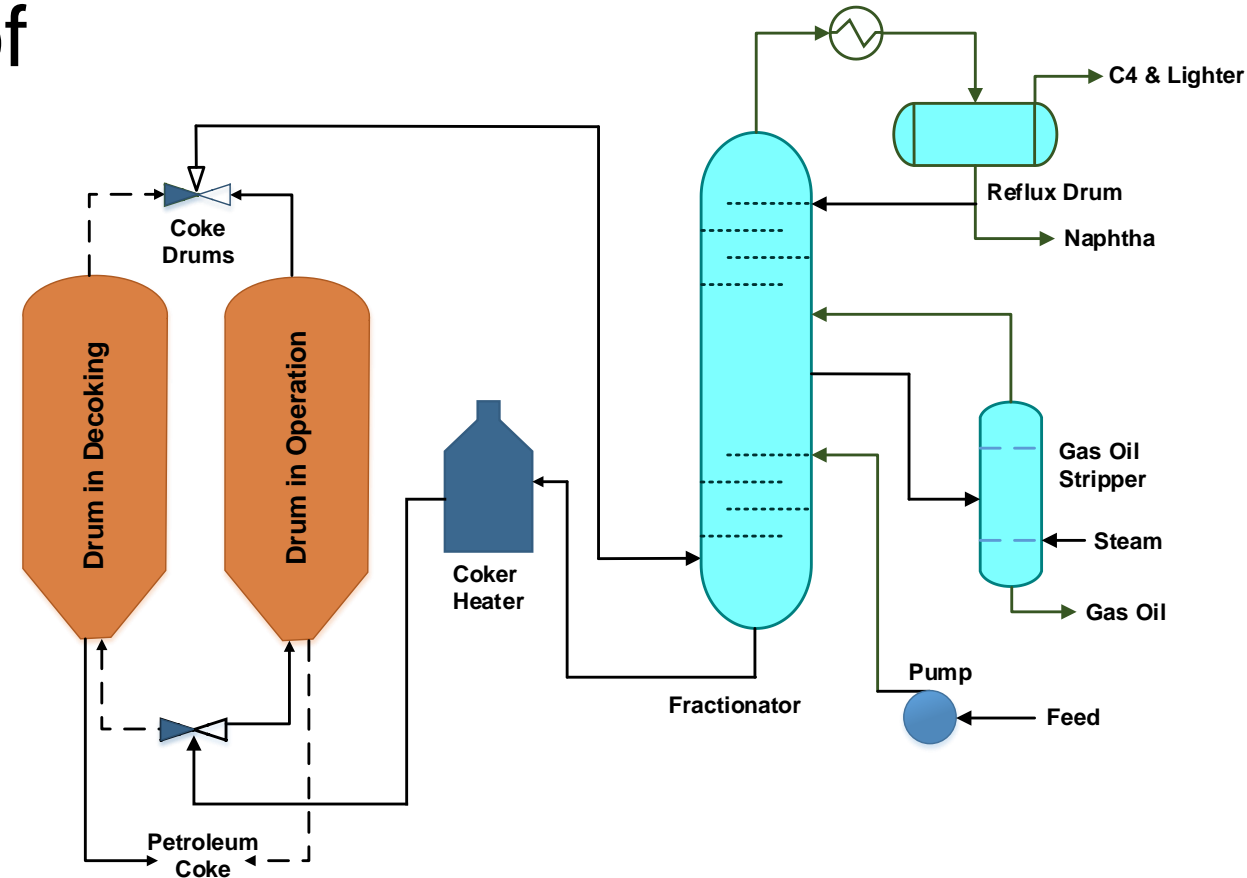 of
C4 & Lighter
Reflux Drum
Naphtha
Coke
Drums
Drum in Decoking
Drum in Operation
Gas Oil
Stripper
Steam
Coker
Heater
Gas Oil
Pump
Fractionator
Feed
Petroleum
Coke